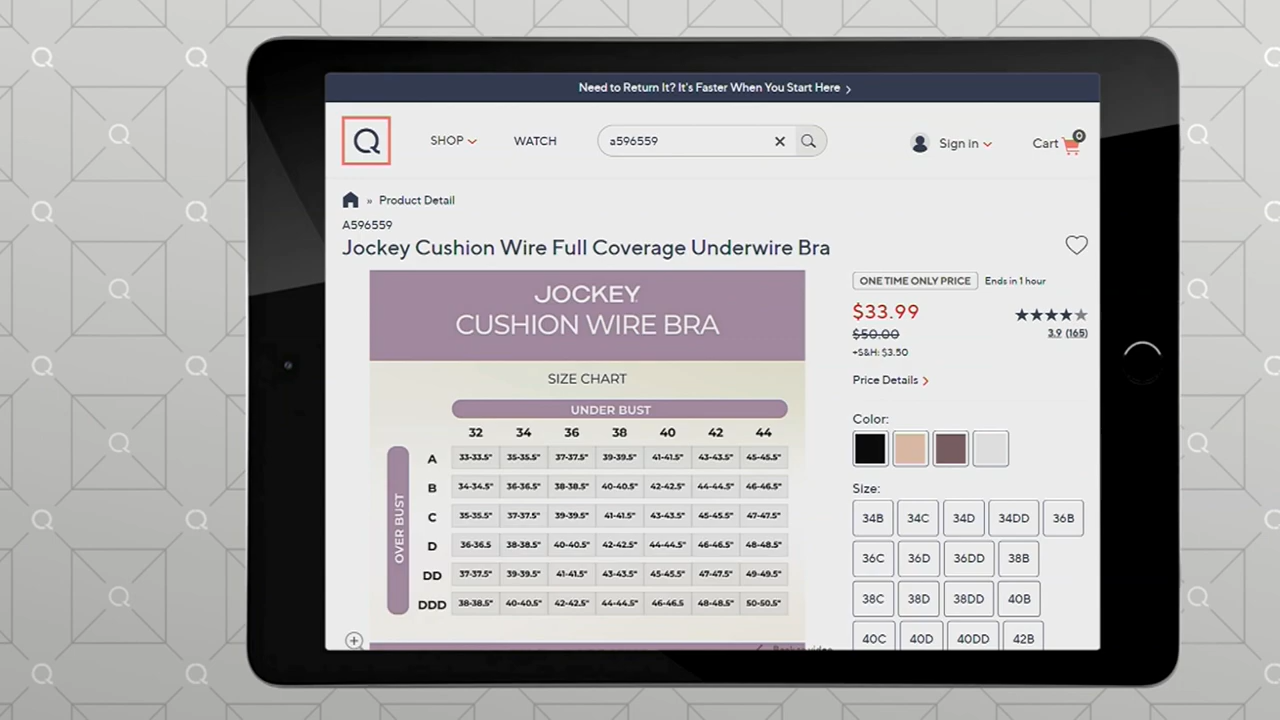 Need to Return It? It's Faster When You Start Here >
Q
SHOP
WATCH
a596559
Sign in
Cart
0
» Product Detail
A596559
Jockey Cushion Wire Full Coverage Underwire Bra
JOCKEY
CUSHION WIRE BRA
SIZE CHART
UNDER BUST
32 34 36 38 40 42 44
OVER BUST
A 33-33.5" 35-35.5" 37-37.5" 39-39.5" 41-41.5" 43-43.5" 45-45.5"
B 34-34.5" 36-36.5" 38-38.5" 40-40.5" 42-42.5" 44-44.5" 46-46.5"
C 35-35.5" 37-37.5" 39-39.5" 41-41.5" 43-43.5" 45-45.5" 47-47.5"
D 36-36.5 38-38.5" 40-40.5" 42-42.5" 44-44.5" 46-46.5" 48-48.5"
DD 37-37.5" 39-39.5" 41-41.5" 43-43.5" 45-45.5" 47-47.5" 49-49.5"
DDD 38-38.5" 40-40.5" 42-42.5" 44-44.5" 46-46.5 48-48.5" 50-50.5"
ONE TIME ONLY PRICE Ends in 1 hour
$33.99
$50.00
3.9 (165)
+S&H: $3.50
Price Details >
Color:
Size:
34B 34C 34D 34DD 36B
36C 36D 36DD 38B
38C 38D 38DD 40B
40C 40D 40DD 42B